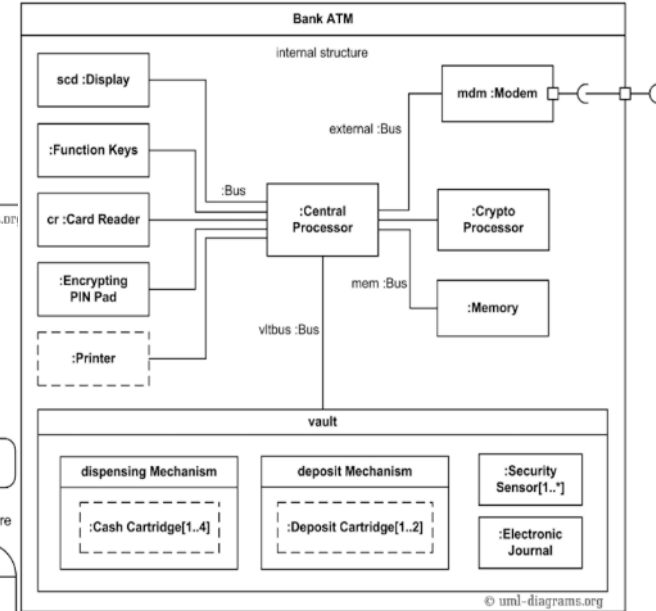 Bank ATM
internal structure
scd :Display
mdm :Modem
:Function Keys
external :Bus
:Bus
cr :Card Reader
:Central
Processor
:Crypto
Processor
:Encrypting
PIN Pad
mem :Bus
:Memory
vltbus :Bus
:Printer
vault
dispensing Mechanism
deposit Mechanism
:Security
Sensor[1..*]
:Cash Cartridge[1..4]
:Deposit Cartridge[1..2]
:Electronic
Journal
© uml-diagrams.org